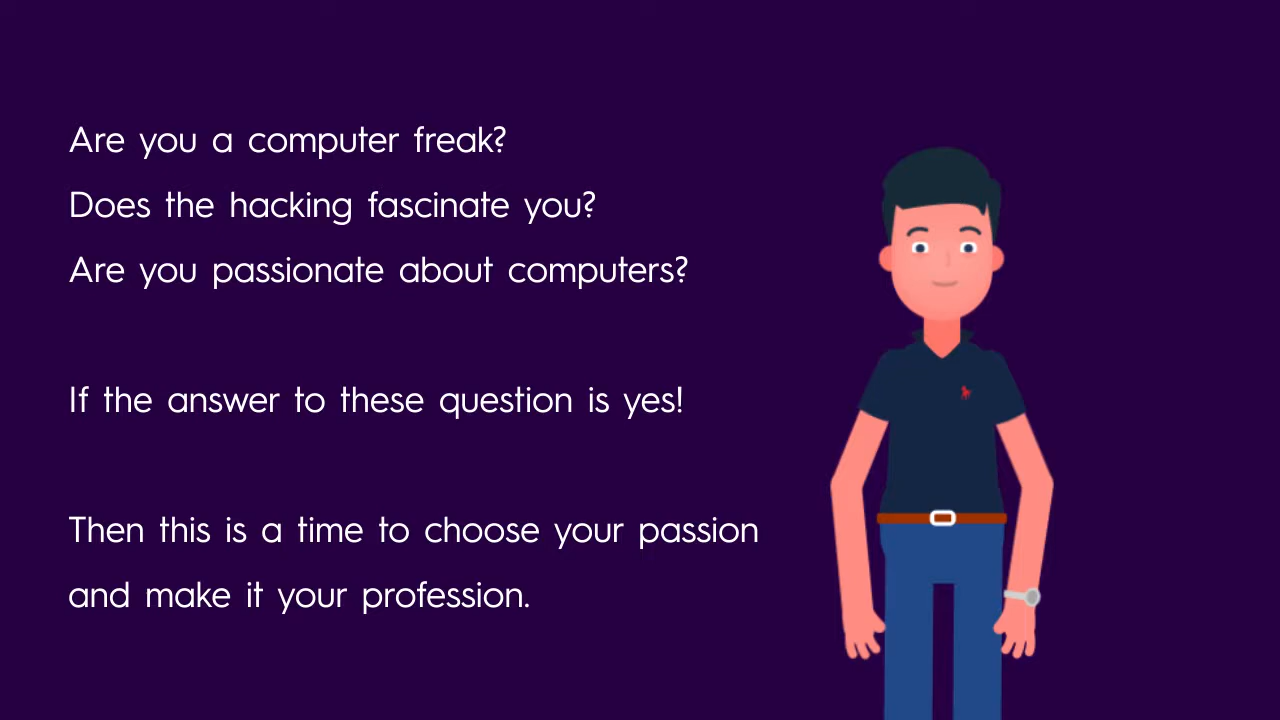 Are you a computer freak?
Does the hacking fascinate you?
Are you passionate about computers?
If the answer to these question is yes!
Then this is a time to choose your passion
and make it your profession.